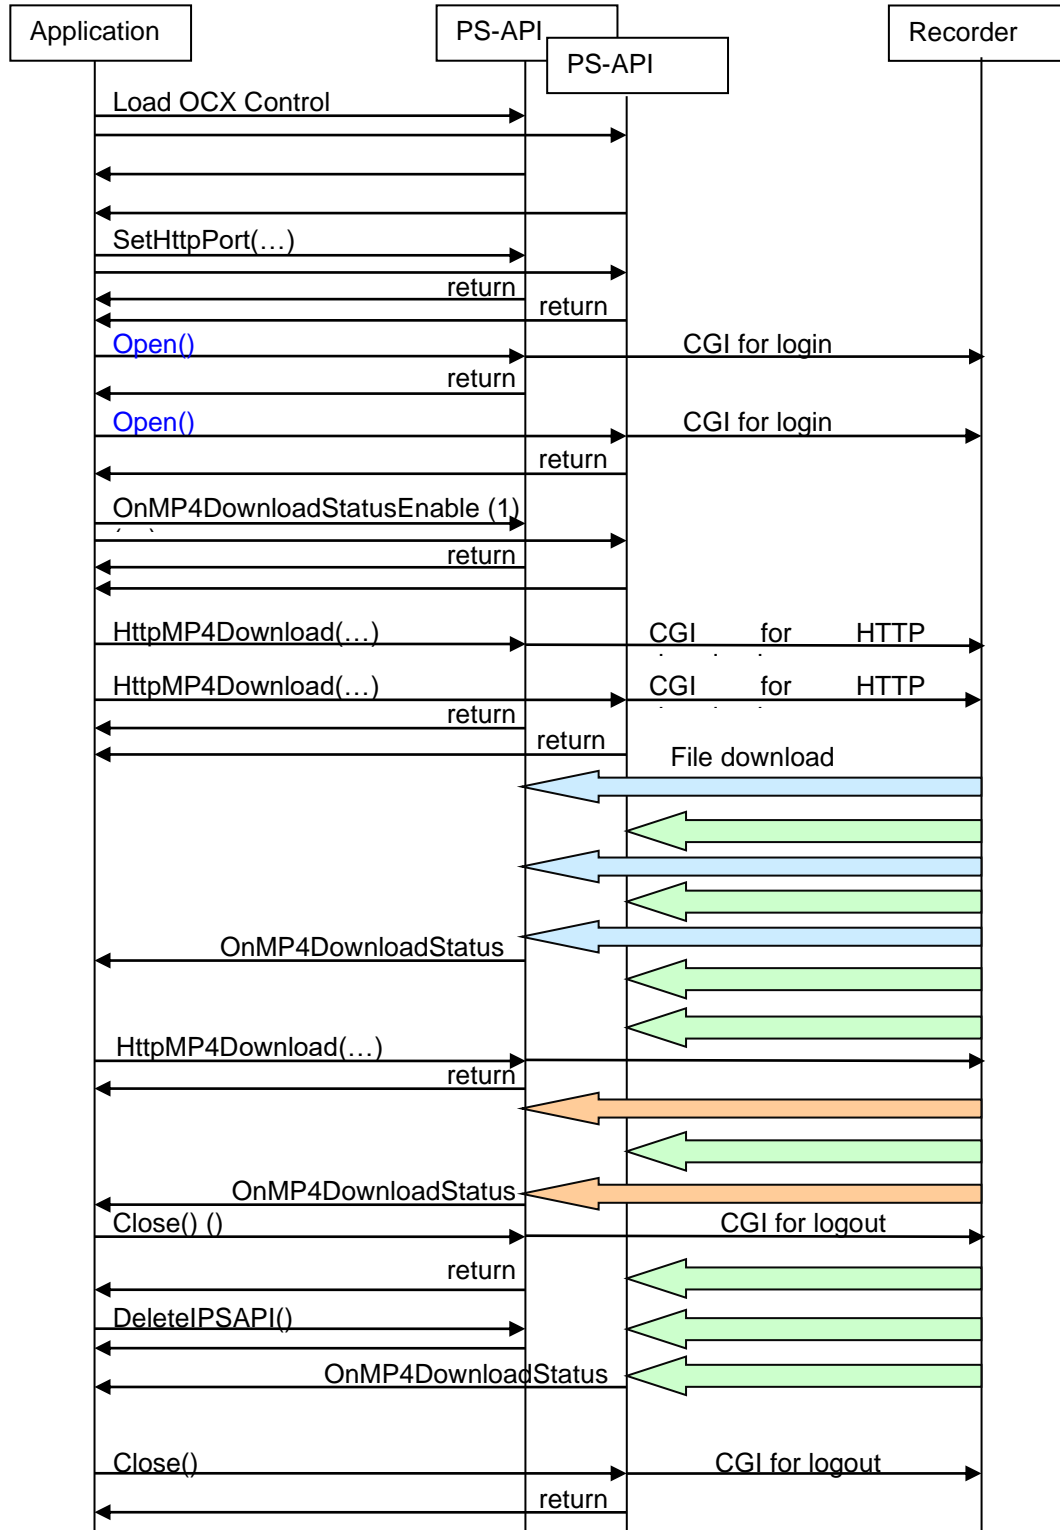 Application
PS-API
PS-API
Recorder
Load OCX Control
SetHttpPort(…)
return
return
Open()
CGI for login
return
Open()
CGI for login
return
OnMP4DownloadStatusEnable (1)
return
HttpMP4Download(…)
CGI for HTTP
HttpMP4Download(…)
CGI for HTTP
return
return
File download
OnMP4DownloadStatus
HttpMP4Download(…)
return
OnMP4DownloadStatus
Close() ()
CGI for logout
return
DeleteIPSAPI()
OnMP4DownloadStatus
Close()
CGI for logout
return